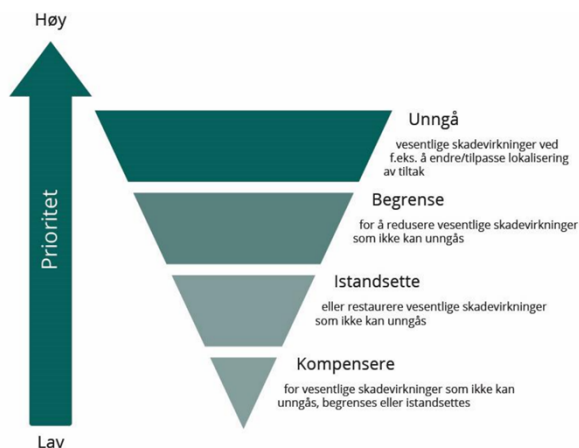 Høy
Prioritet
Unngå
vesentlige skadevirkninger ved
f.eks. å endre/tilpasse lokalisering
av tiltak
Begrense
for å redusere vesentlige skadevirkninger
som ikke kan unngås
Istandsette
eller restaurere vesentlige skadevirkninger
som ikke kan unngås
Kompensere
for vesentlige skadevirkninger som ikke kan
unngås, begrenses eller istandsettes
Lav